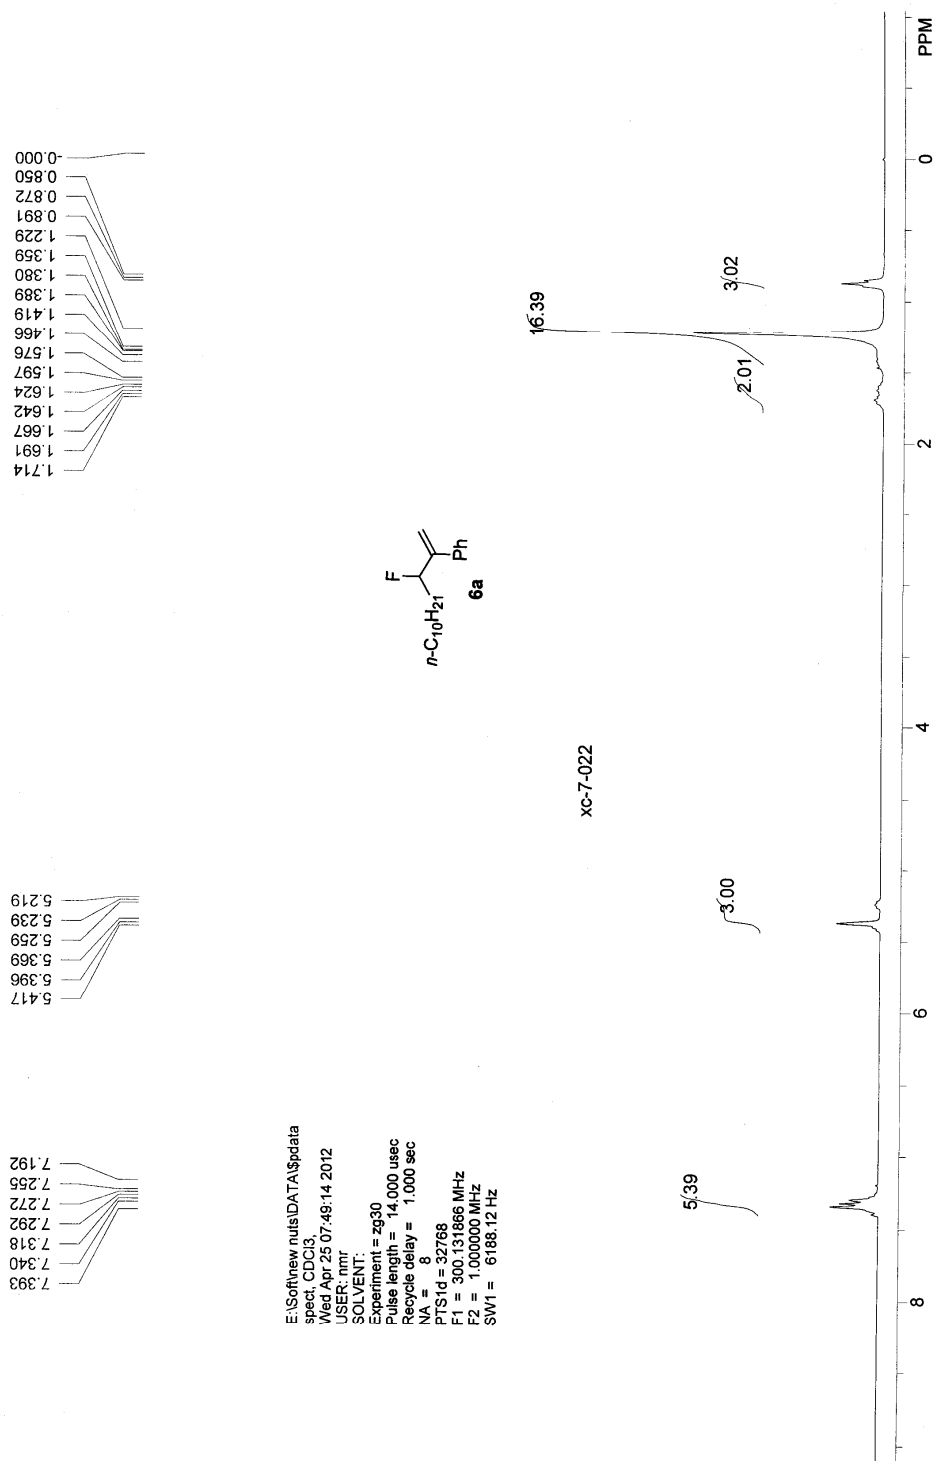 -0.000
0.850
0.872
0.891
1.229
1.359
1.380
1.389
1.419
1.466
1.576
1.597
1.624
1.642
1.667
1.691
1.714
5.219
5.239
5.259
5.369
5.396
5.417
7.192
7.255
7.272
7.292
7.318
7.340
7.393
E:\Soft\new nuts\DATA\$pdata
spect, CDCl3,
Wed Apr 25 07:49:14 2012
USER: nmr
SOLVENT:
Experiment = zg30
Pulse length = 14.000 usec
Recycle delay = 1.000 sec
NA = 8
PTS1d = 32768
F1 = 300.131866 MHz
F2 = 1.000000 MHz
SW1 = 6188.12 Hz
F
n-C10H21
Ph
6a
xc-7-022
5.39
3.00
2.01
16.39
3.02
8
6
4
2
0
PPM